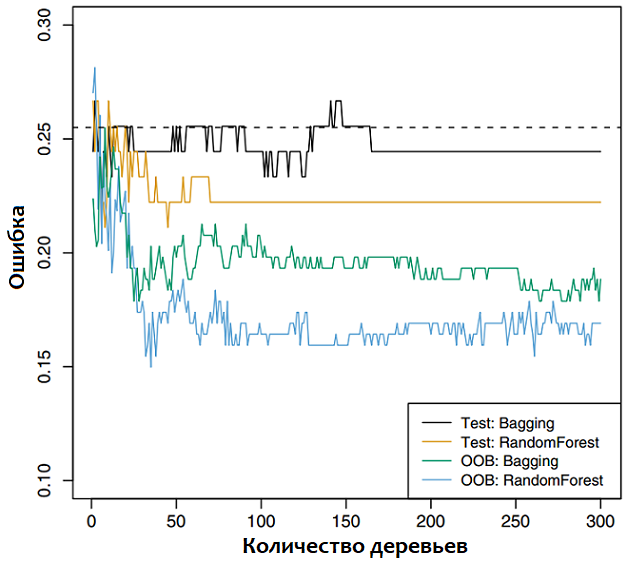 0.30
0.25
0.20
0.15
0.10
Ошибка
Test: Bagging
Test: RandomForest
OOB: Bagging
OOB: RandomForest
0 50 100 150 200 250 300
Количество деревьев